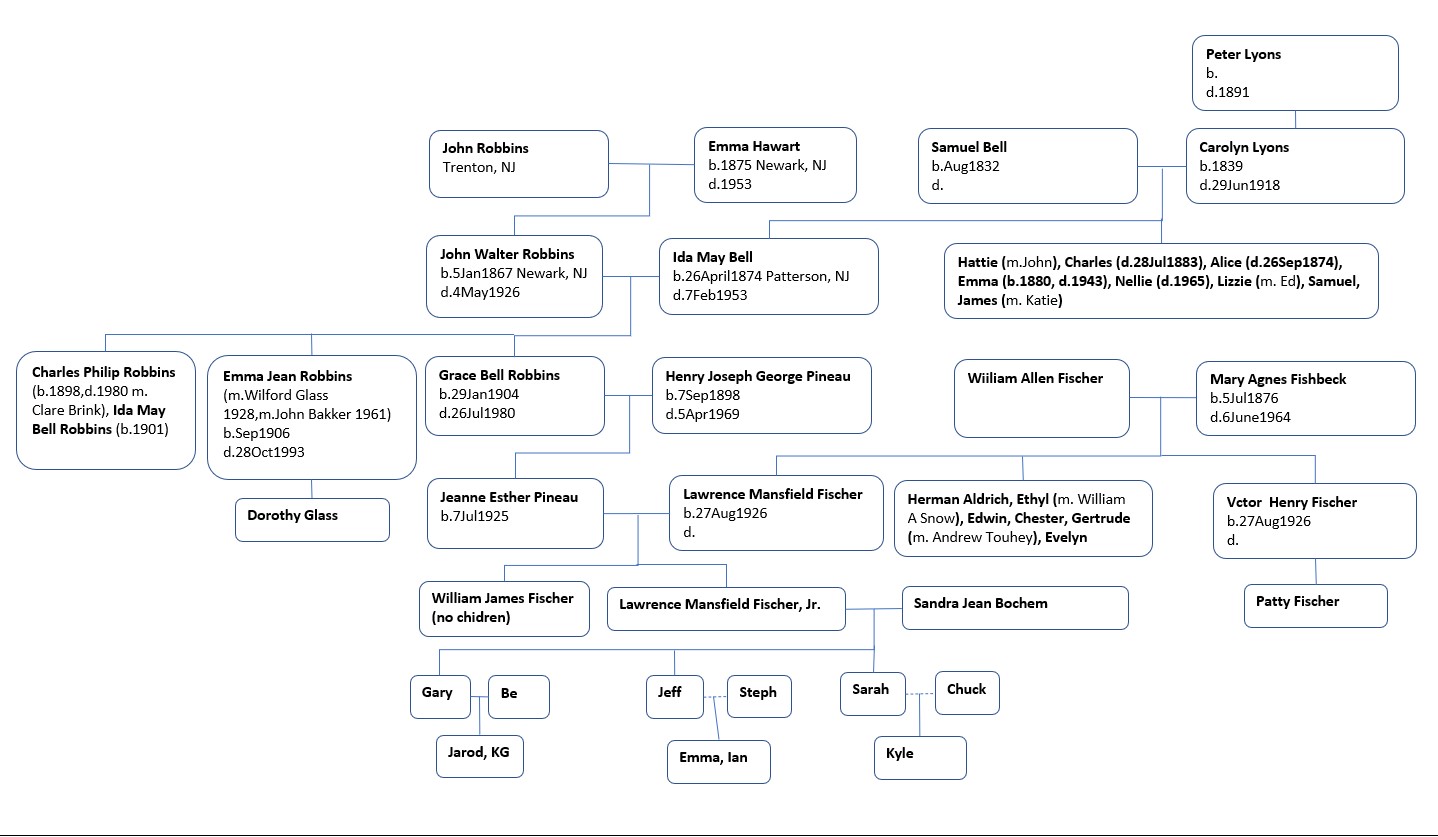 Peter Lyons
b.
d.1891
John Robbins
Trenton, NJ
Emma Hawart
b.1875 Newark, NJ
d.1953
Samuel Bell
b.Aug1832
d.
Carolyn Lyons
b.1839
d.29Jun1918
John Walter Robbins
b.5Jan1867 Newark, NJ
d.4May1926
Ida May Bell
b.26April1874 Patterson, NJ
d.7Feb1953
Hattie (m.John), Charles (d.28Jul1883), Alice (d.26Sep1874),
Emma (b.1880, d.1943), Nellie (d.1965), Lizzie (m. Ed), Samuel,
James (m. Katie)
Charles Philip Robbins
(b.1898,d.1980 m.
Clare Brink), Ida May
Bell Robbins (b.1901)
Emma Jean Robbins
(m.Wilford Glass
1928,m.John Bakker 1961)
b.Sep1906
d.28Oct1993
Grace Bell Robbins
b.29Jan1904
d.26Jul1980
Henry Joseph George Pineau
b.7Sep1898
d.5Apr1969
Wiiliam Allen Fischer
Mary Agnes Fishbeck
b.5Jul1876
d.6June1964
Dorothy Glass
Jeanne Esther Pineau
b.7Jul1925
Lawrence Mansfield Fischer
b.27Aug1926
d.
Herman Aldrich, Ethyl (m. William
A Snow), Edwin, Chester, Gertrude
(m. Andrew Touhey), Evelyn
Vctor Henry Fischer
b.27Aug1926
d.
William James Fischer
(no chidren)
Lawrence Mansfield Fischer, Jr.
Sandra Jean Bochem
Patty Fischer
Gary
Be
Jeff
Steph
Sarah
Chuck
Jarod, KG
Emma, Ian
Kyle